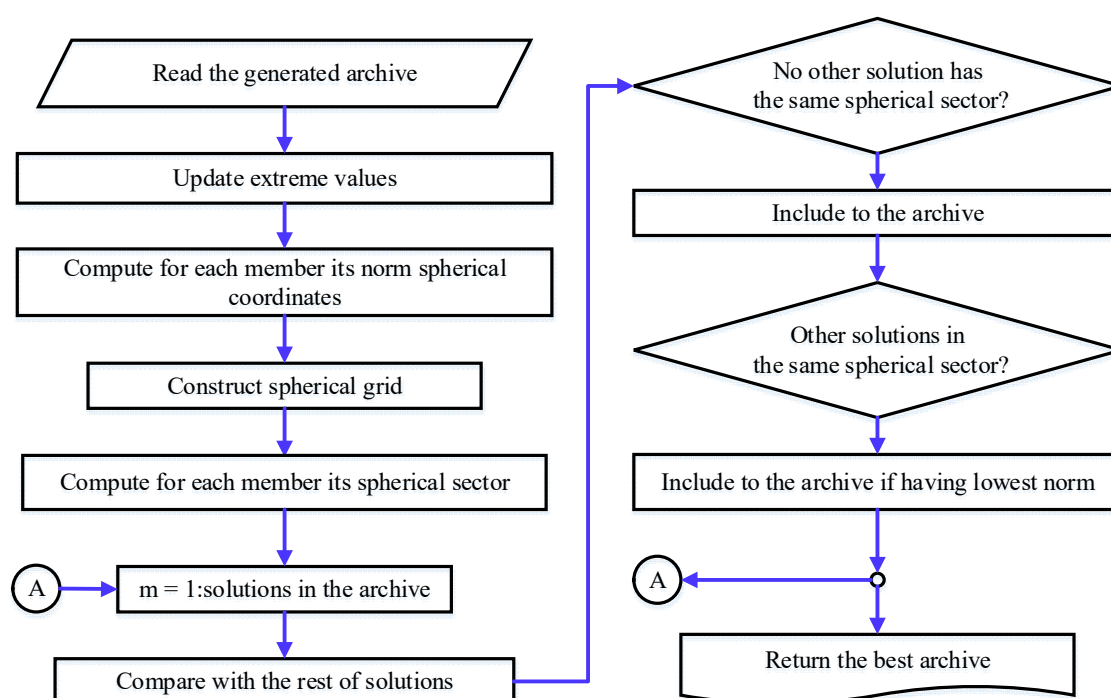 Read the generated archive
Update extreme values
Compute for each member its norm spherical
coordinates
Construct spherical grid
Compute for each member its spherical sector
A
m = 1:solutions in the archive
Compare with the rest of solutions
No other solution has
the same spherical sector?
Include to the archive
Other solutions in
the same spherical sector?
Include to the archive if having lowest norm
A
Return the best archive